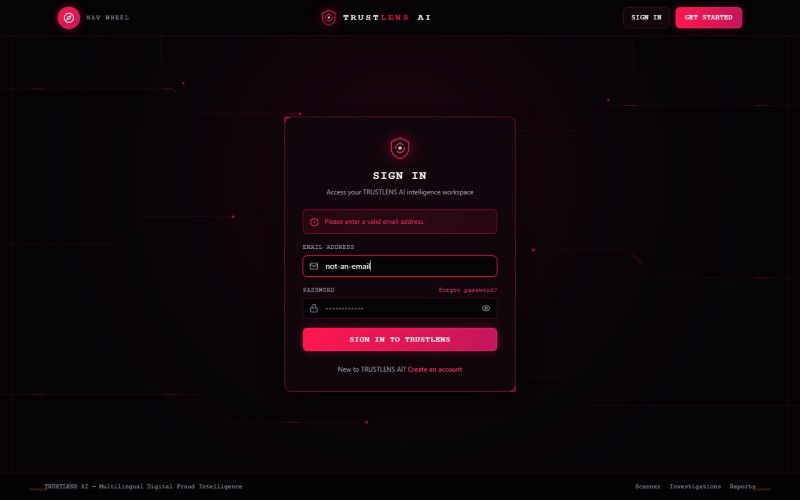 NAV WHEEL
TRUSTLENS AI
SIGN IN
GET STARTED
SIGN IN
Access your TRUSTLENS AI intelligence workspace
Please enter a valid email address.
EMAIL ADDRESS
not-an-email
PASSWORD
Forgot password?
••••••••••••
SIGN IN TO TRUSTLENS
New to TRUSTLENS AI? Create an account
TRUSTLENS AI — Multilingual Digital Fraud Intelligence
Scanner Investigations Reports